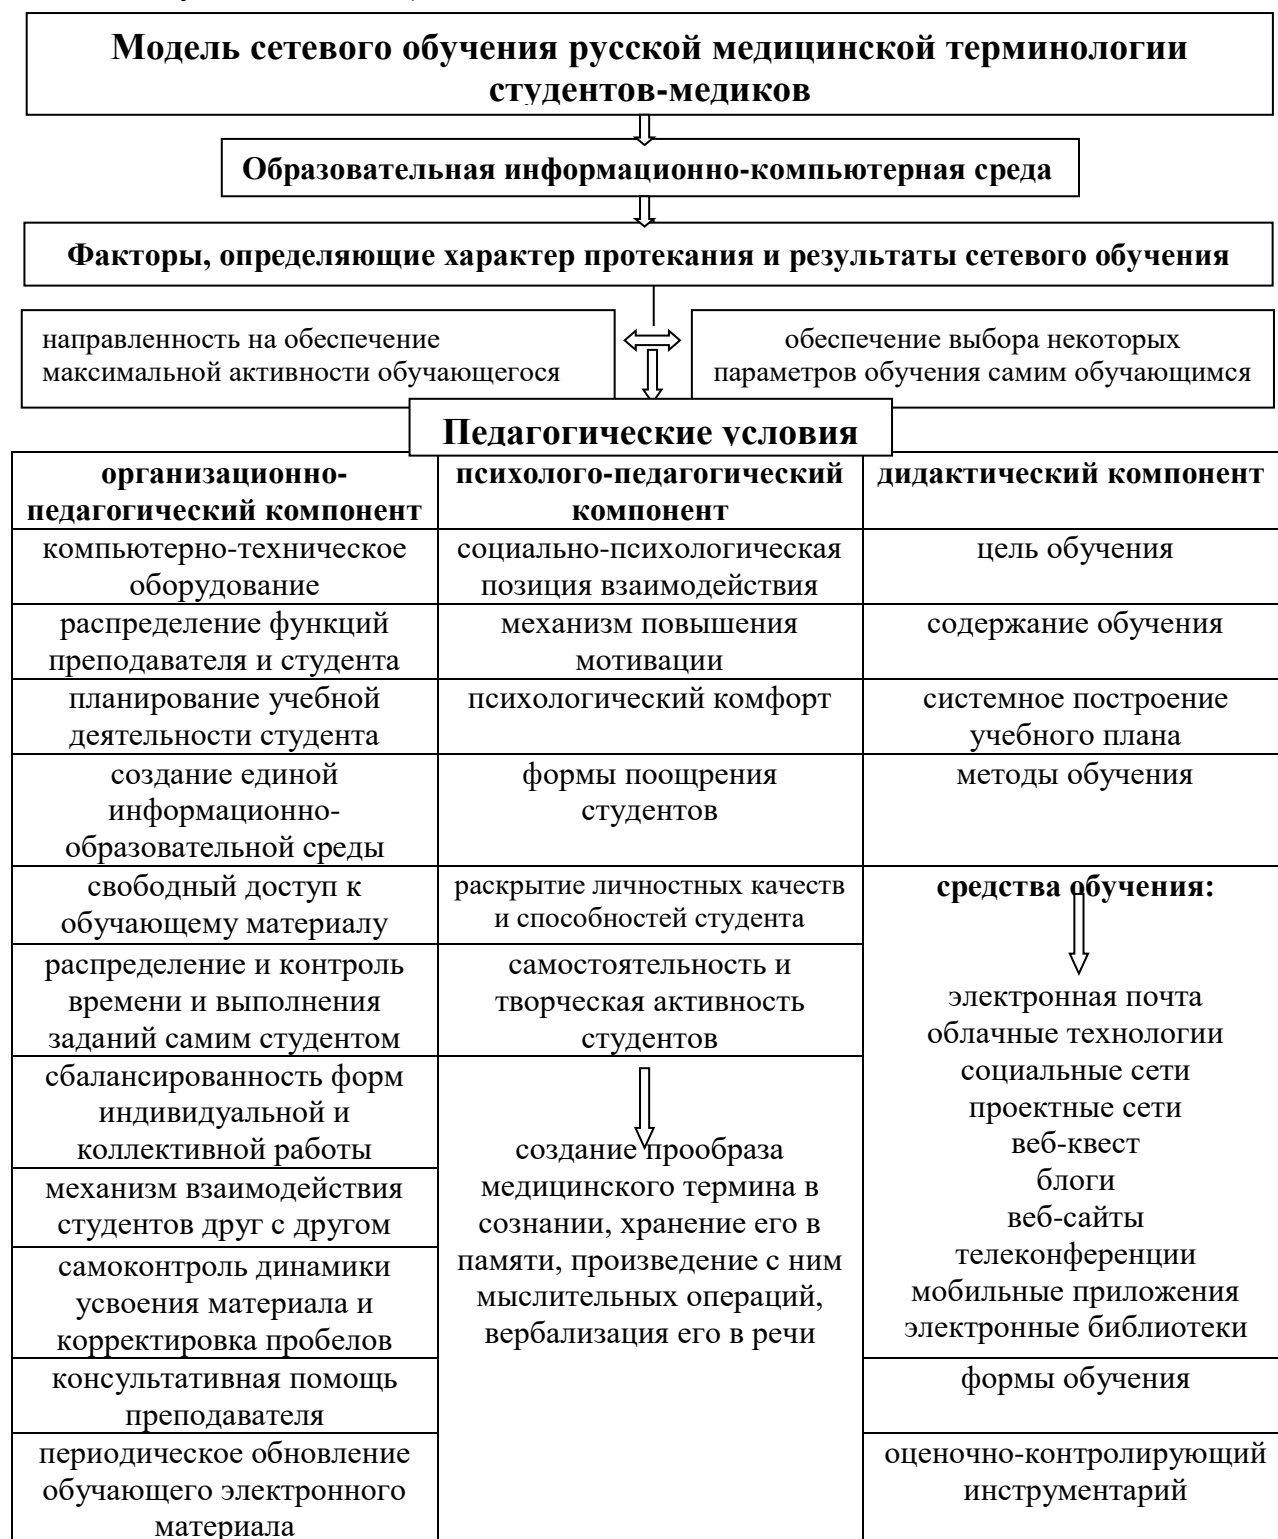 Модель сетевого обучения русской медицинской терминологии
студентов-медиков
Образовательная информационно-компьютерная среда
Факторы, определяющие характер протекания и результаты сетевого обучения
направленность на обеспечение
максимальной активности обучающегося
обеспечение выбора некоторых
параметров обучения самим обучающимся
Педагогические условия
организационно-
педагогический компонент
психолого-педагогический
компонент
дидактический компонент
компьютерно-техническое
оборудование
социально-психологическая
позиция взаимодействия
цель обучения
распределение функций
преподавателя и студента
механизм повышения
мотивации
содержание обучения
планирование учебной
деятельности студента
психологический комфорт
системное построение
учебного плана
создание единой
информационно-
образовательной среды
формы поощрения
студентов
методы обучения
свободный доступ к
обучающему материалу
раскрытие личностных качеств
и способностей студента
средства обучения:
распределение и контроль
времени и выполнения
заданий самим студентом
самостоятельность и
творческая активность
студентов
электронная почта
облачные технологии
социальные сети
проектные сети
веб-квест
блоги
веб-сайты
телеконференции
мобильные приложения
электронные библиотеки
сбалансированность форм
индивидуальной и
коллективной работы
создание прообраза
медицинского термина в
сознании, хранение его в
памяти, произведение с ним
мыслительных операций,
вербализация его в речи
механизм взаимодействия
студентов друг с другом
самоконтроль динамики
усвоения материала и
корректировка пробелов
консультативная помощь
преподавателя
формы обучения
периодическое обновление
обучающего электронного
материала
оценочно-контролирующий
инструментарий